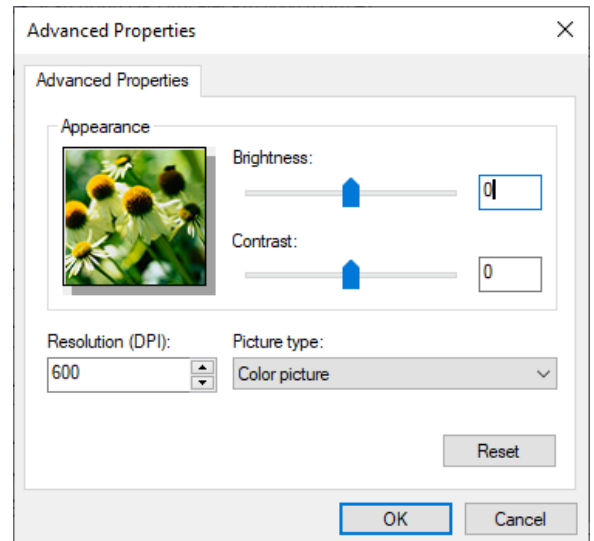 Advanced Properties
Advanced Properties
Appearance
Brightness:
0
Contrast:
0
Resolution (DPI):
600
Picture type:
Color picture
Reset
OK
Cancel